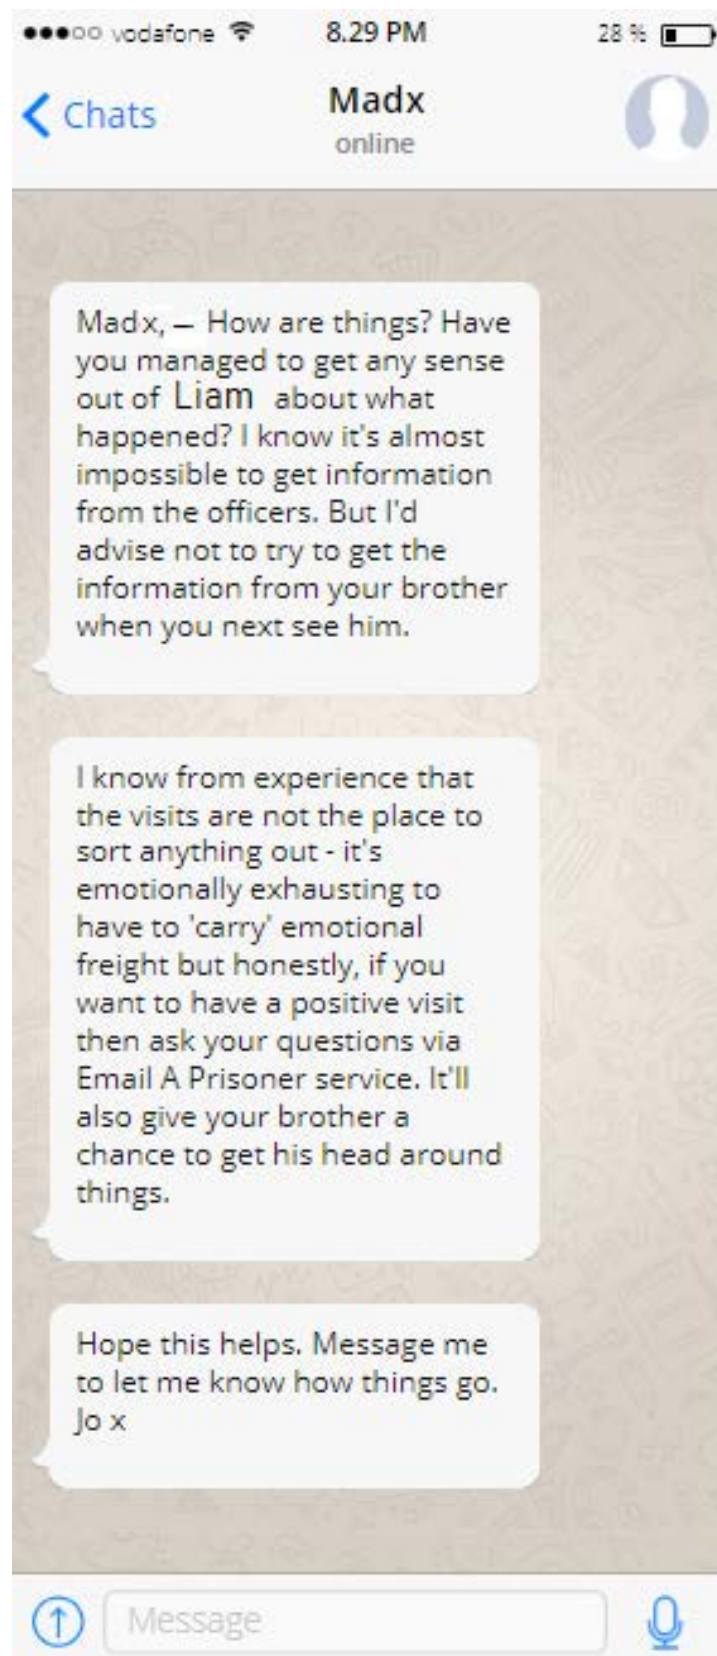 vodafone 8.29 PM 28 %
Chats Madx
online
Madx, – How are things? Have
you managed to get any sense
out of Liam about what
happened? I know it's almost
impossible to get information
from the officers. But I'd
advise not to try to get the
information from your brother
when you next see him.
I know from experience that
the visits are not the place to
sort anything out - it's
emotionally exhausting to
have to 'carry' emotional
freight but honestly, if you
want to have a positive visit
then ask your questions via
Email A Prisoner service. It'll
also give your brother a
chance to get his head around
things.
Hope this helps. Message me
to let me know how things go.
Jo x
Message